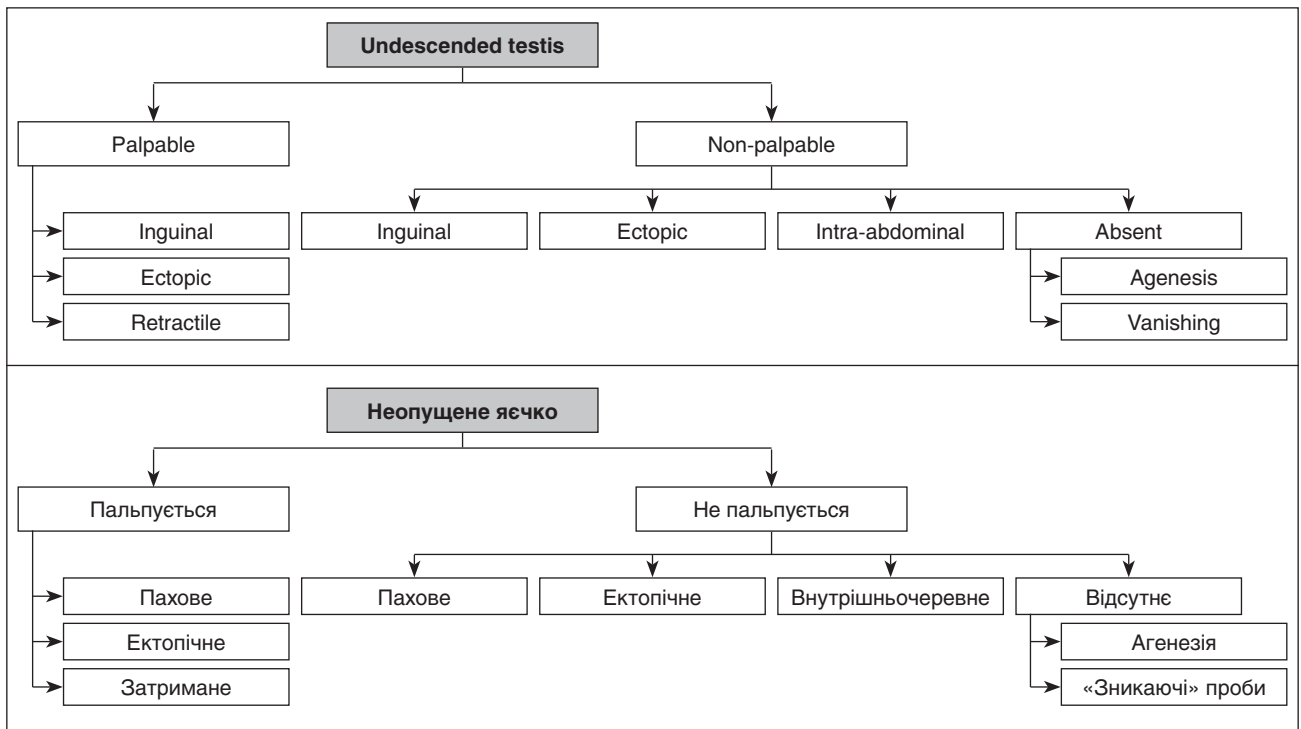 Undescended testis
Palpable
Non-palpable
Inguinal
Inguinal
Ectopic
Intra-abdominal
Absent
Ectopic
Agenesis
Retractile
Vanishing
Неопущене яєчко
Пальпується
Не пальпується
Пахове
Пахове
Ектопічне
Внутрішньочеревне
Відсутнє
Ектопічне
Агенезія
Затримане
«Зникаючі» проби